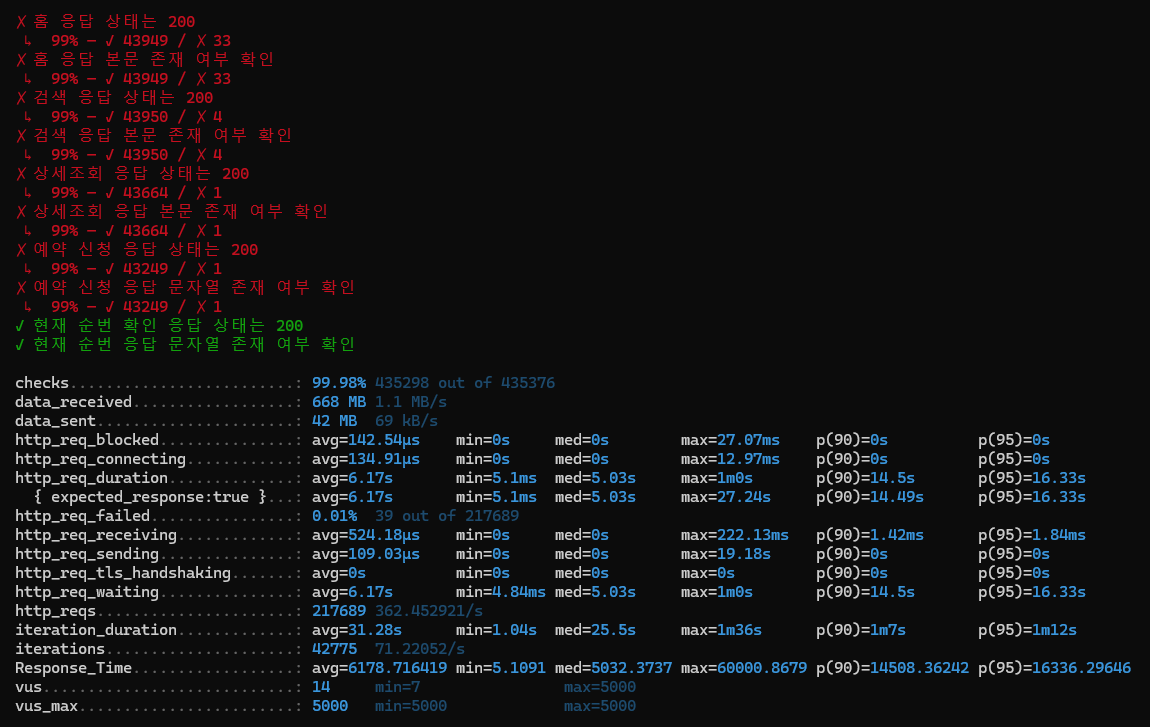 ✗ 홈 응답 상태는 200
↳  99% — ✓ 43949 / ✗ 33
✗ 홈 응답 본문 존재 여부 확인
↳  99% — ✓ 43949 / ✗ 33
✗ 검색 응답 상태는 200
↳  99% — ✓ 43950 / ✗ 4
✗ 검색 응답 본문 존재 여부 확인
↳  99% — ✓ 43950 / ✗ 4
✗ 상세조회 응답 상태는 200
↳  99% — ✓ 43664 / ✗ 1
✗ 상세조회 응답 본문 존재 여부 확인
↳  99% — ✓ 43664 / ✗ 1
✗ 예약 신청 응답 상태는 200
↳  99% — ✓ 43249 / ✗ 1
✗ 예약 신청 응답 문자열 존재 여부 확인
↳  99% — ✓ 43249 / ✗ 1
✓ 현재 순번 확인 응답 상태는 200
✓ 현재 순번 응답 문자열 존재 여부 확인
checks.........................: 99.98% 435298 out of 435376
data_received..................: 668 MB 1.1 MB/s
data_sent......................: 42 MB  69 kB/s
http_req_blocked...............: avg=142.54µs min=0s med=0s max=27.07ms p(90)=0s p(95)=0s
http_req_connecting............: avg=134.91µs min=0s med=0s max=12.97ms p(90)=0s p(95)=0s
http_req_duration..............: avg=6.17s min=5.1ms med=5.03s max=1m0s p(90)=14.5s p(95)=16.33s
{ expected_response:true }...: avg=6.17s min=5.1ms med=5.03s max=27.24s p(90)=14.49s p(95)=16.33s
http_req_failed................: 0.01%  39 out of 217689
http_req_receiving.............: avg=524.18µs min=0s med=0s max=222.13ms p(90)=1.42ms p(95)=1.84ms
http_req_sending...............: avg=109.03µs min=0s med=0s max=19.18s p(90)=0s p(95)=0s
http_req_tls_handshaking.......: avg=0s min=0s med=0s max=0s p(90)=0s p(95)=0s
http_req_waiting...............: avg=6.17s min=4.84ms med=5.03s max=1m0s p(90)=14.5s p(95)=16.33s
http_reqs......................: 217689 362.452921/s
iteration_duration.............: avg=31.28s min=1.04s med=25.5s max=1m36s p(90)=1m7s p(95)=1m12s
iterations.....................: 42775  71.22052/s
Response_Time..................: avg=6178.716419 min=5.1091 med=5032.3737 max=60000.8679 p(90)=14508.36242 p(95)=16336.29646
vus............................: 14     min=7 max=5000
vus_max........................: 5000   min=5000 max=5000